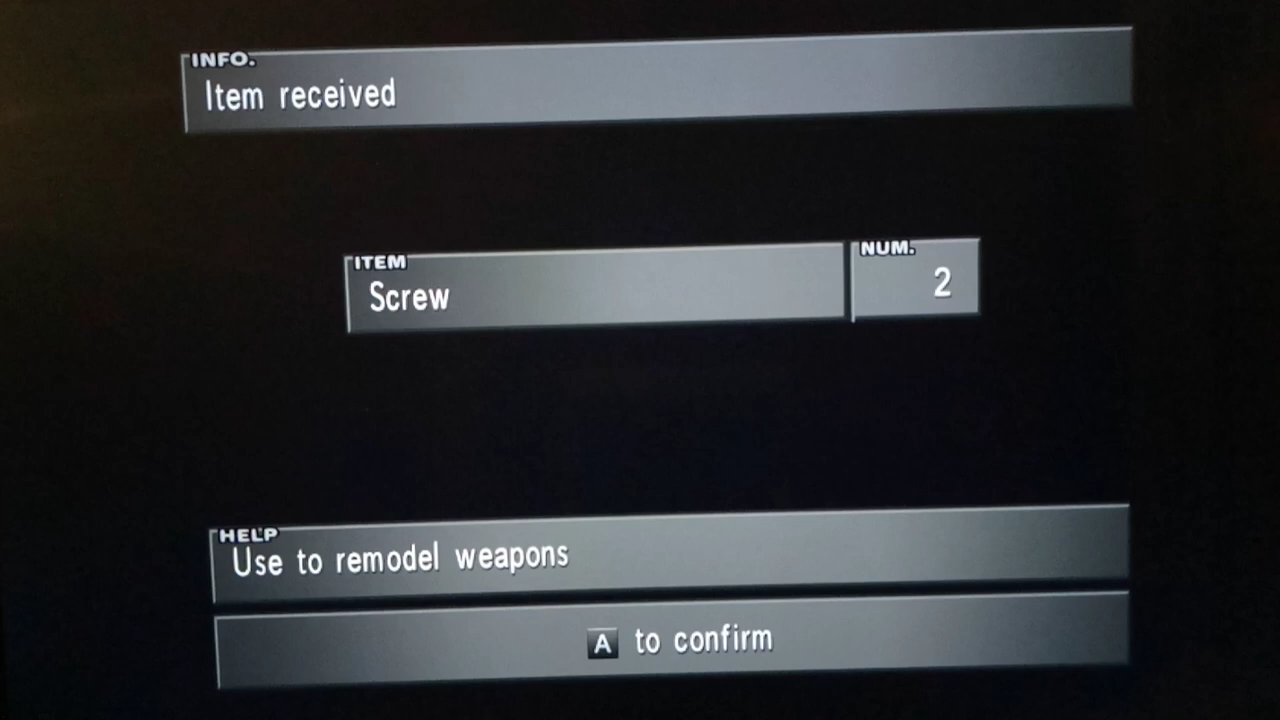 INFO.
Item received
ITEM
Screw
NUM.
2
HELP
Use to remodel weapons
A to confirm